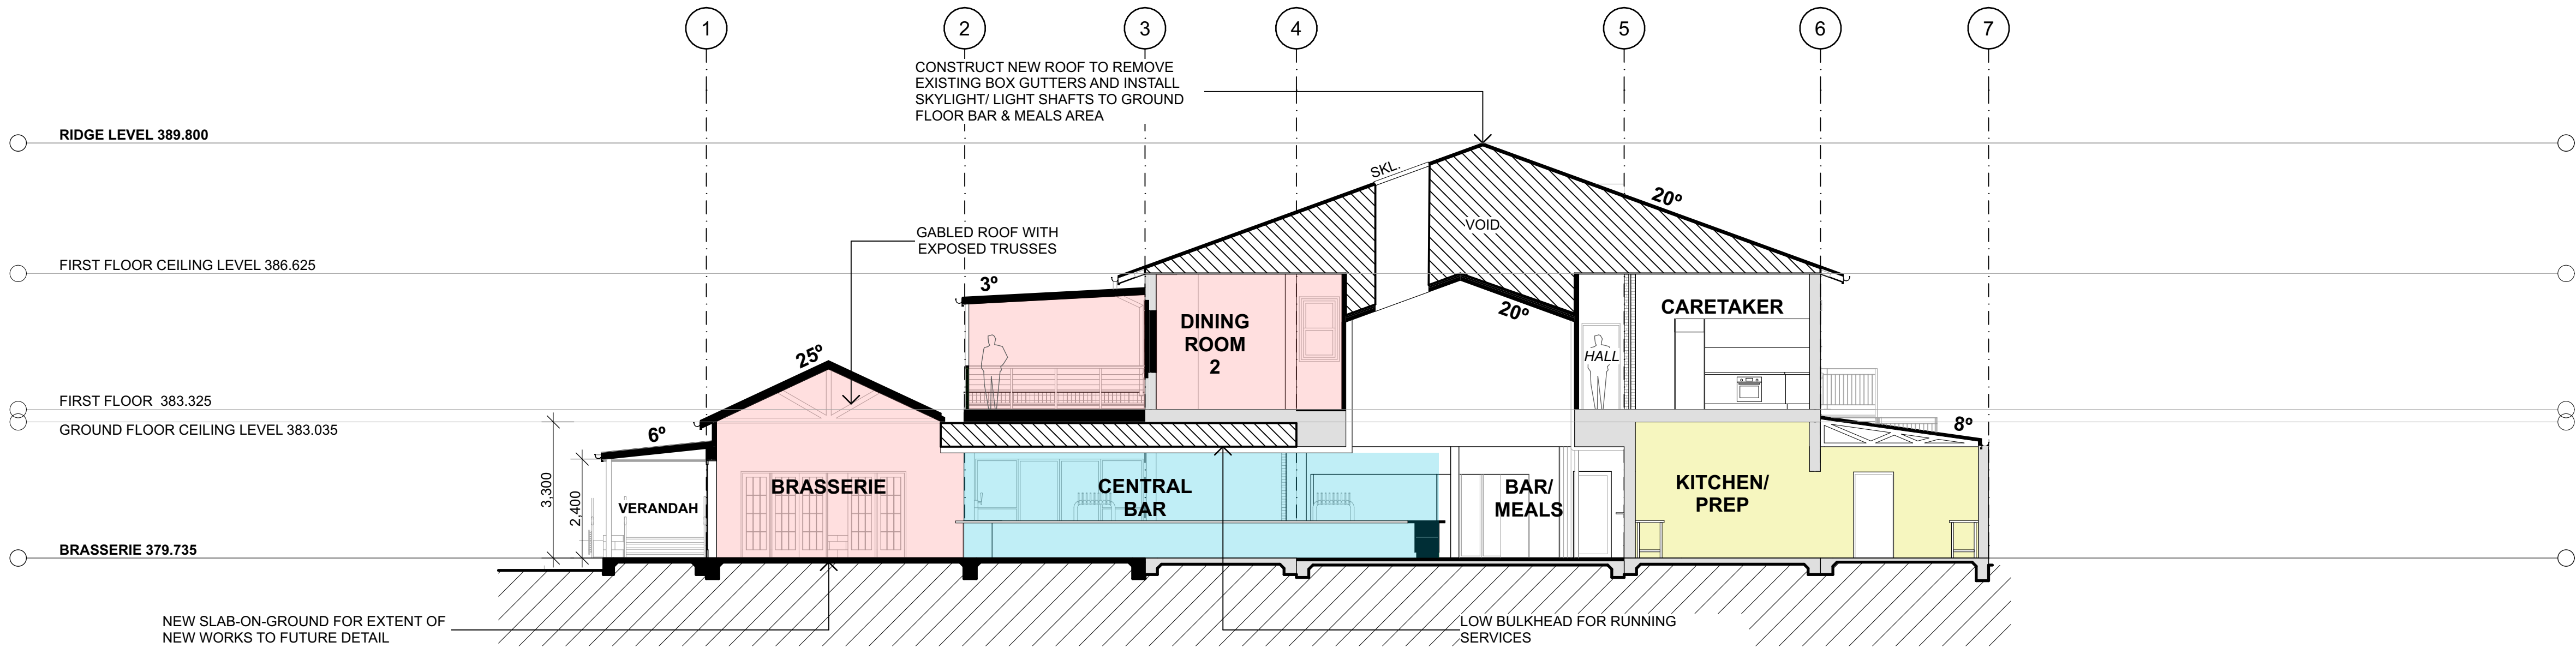 1 2 3 4 5 6 7
CONSTRUCT NEW ROOF TO REMOVE
EXISTING BOX GUTTERS AND INSTALL
SKYLIGHT/ LIGHT SHAFTS TO GROUND
FLOOR BAR & MEALS AREA
RIDGE LEVEL 389.800
SKL.
20º
VOID
GABLED ROOF WITH
EXPOSED TRUSSES
FIRST FLOOR CEILING LEVEL 386.625
3º
20º
CARETAKER
DINING
ROOM
2
HALL
25º
FIRST FLOOR 383.325
GROUND FLOOR CEILING LEVEL 383.035
6º
8º
3,300
2,400
VERANDAH
BRASSERIE
CENTRAL
BAR
BAR/
MEALS
KITCHEN/
PREP
BRASSERIE 379.735
NEW SLAB-ON-GROUND FOR EXTENT OF
NEW WORKS TO FUTURE DETAIL
LOW BULKHEAD FOR RUNNING
SERVICES